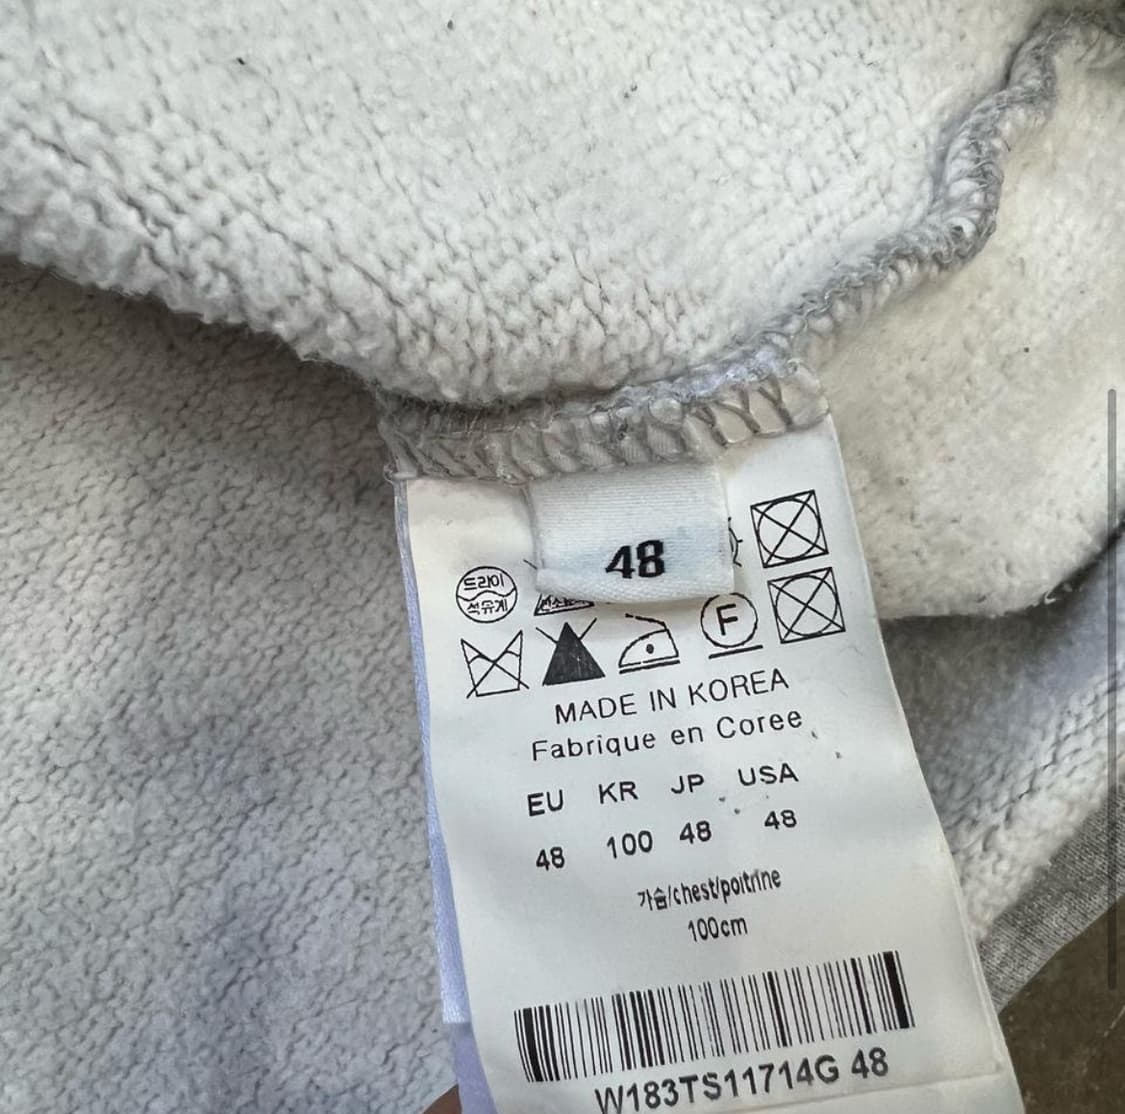 48
드라이
석유계
F
MADE IN KOREA
Fabrique en Coree
EU KR JP USA
48 100 48 48
가슴/chest/poitrine
100cm
W183TS11714G 48